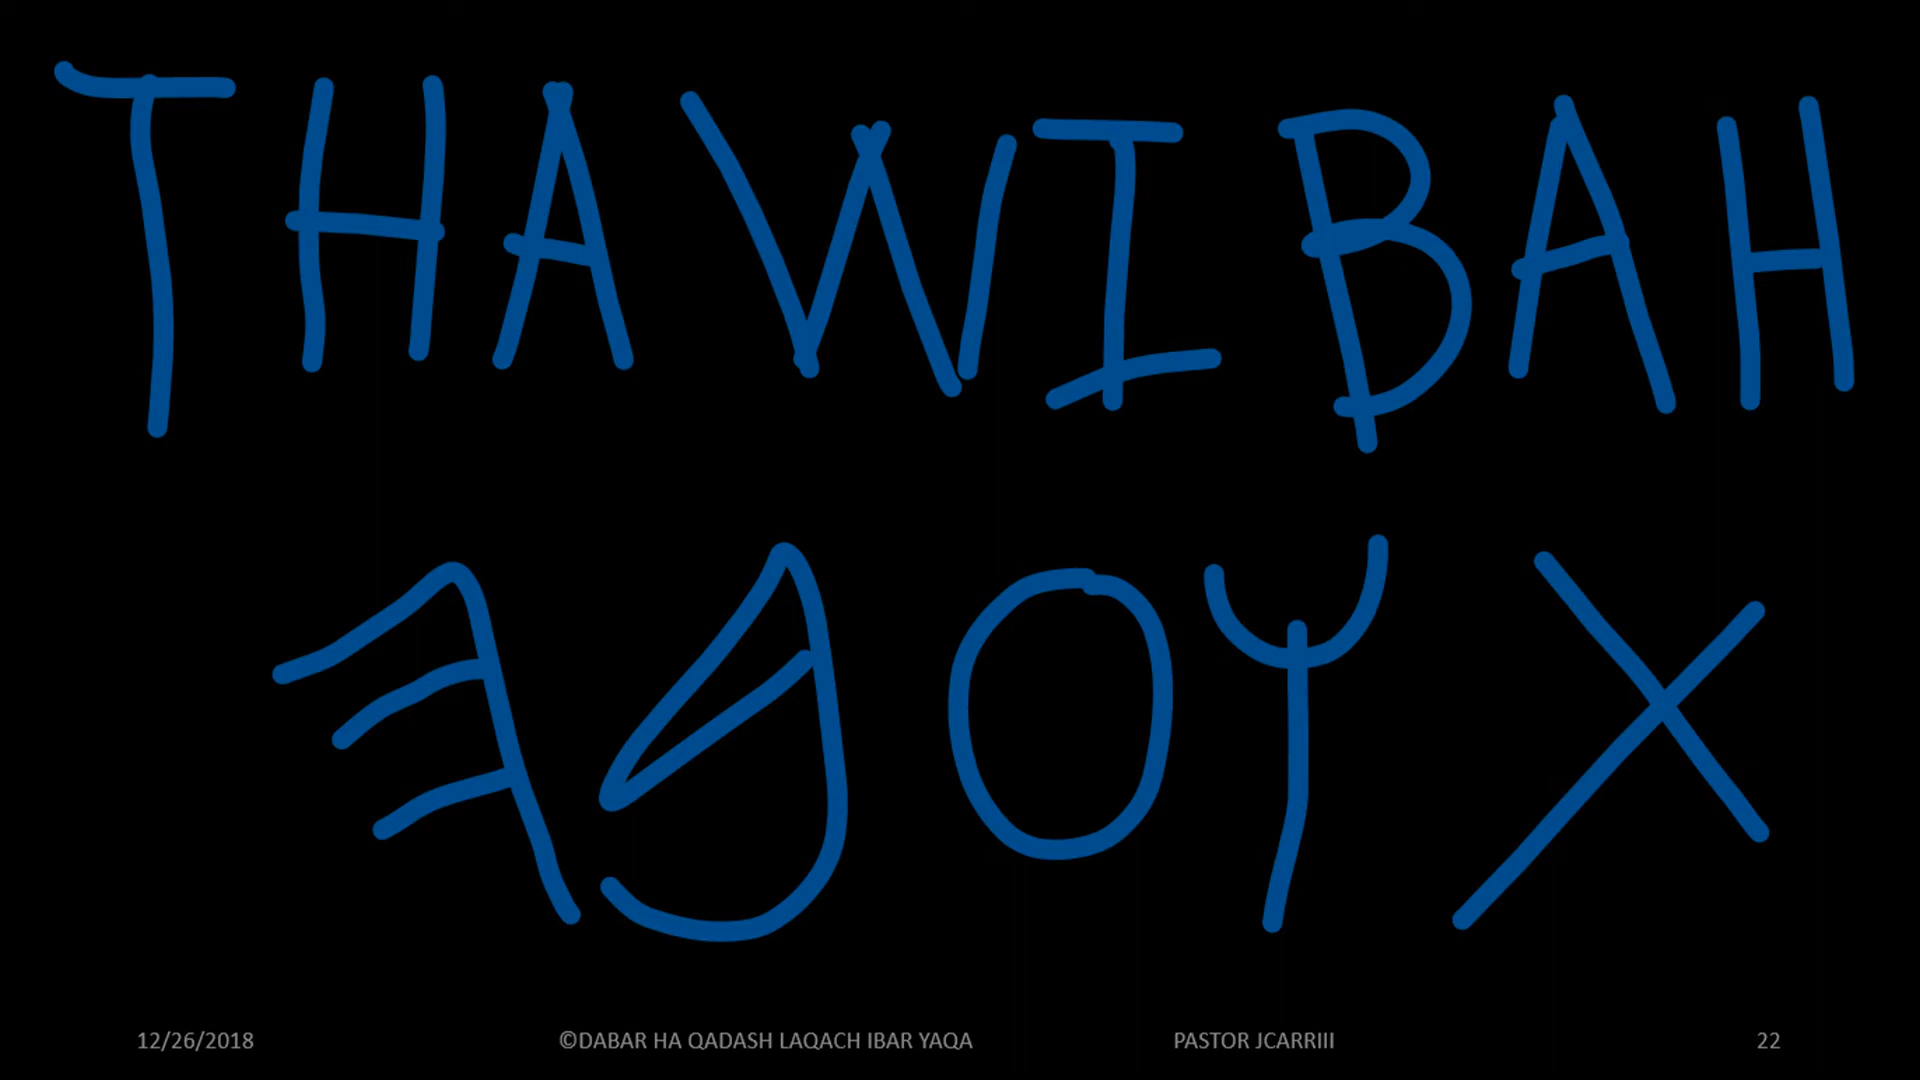 THAWIBAH
𐤕𐤅𐤏𐤁𐤄
12/26/2018 ©DABAR HA QADASH LAQACH IBAR YAQA PASTOR JCARRIII 22